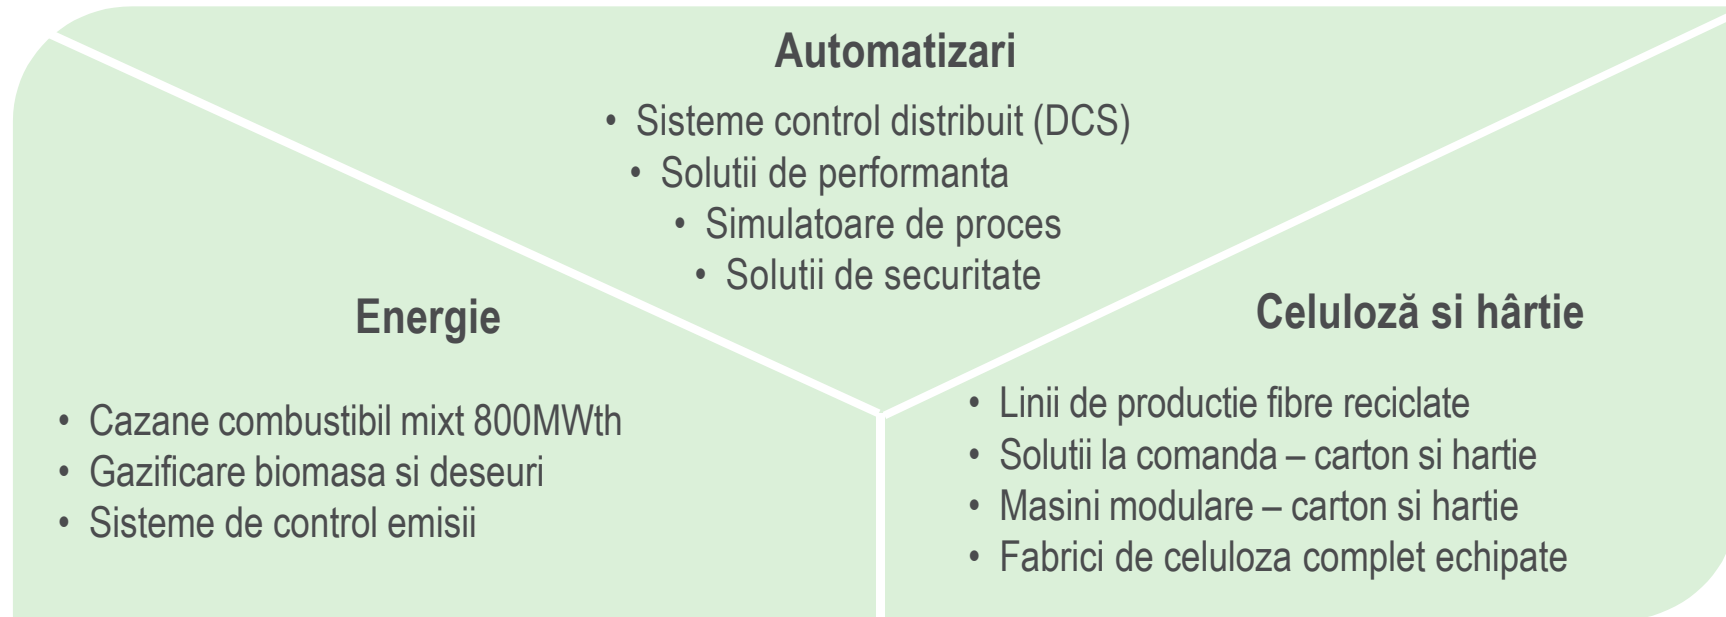 Automatizari
• Sisteme control distribuit (DCS)
• Solutii de performanta
• Simulatoare de proces
• Solutii de securitate
Energie
• Cazane combustibil mixt 800MWth
• Gazificare biomasa si deseuri
• Sisteme de control emisii
Celuloză si hârtie
• Linii de productie fibre reciclate
• Solutii la comanda – carton si hartie
• Masini modulare – carton si hartie
• Fabrici de celuloza complet echipate